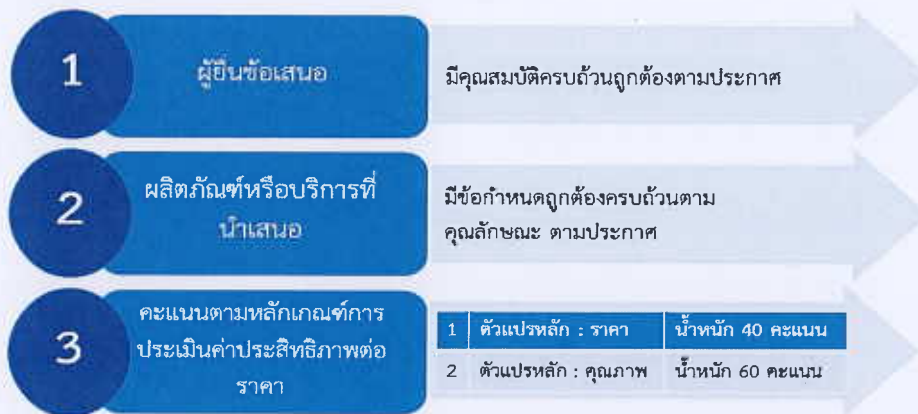 1
ผู้ยื่นข้อเสนอ
มีคุณสมบัติครบถ้วนถูกต้องตามประกาศ
2
ผลิตภัณฑ์หรือบริการที่
นำเสนอ
มีข้อกำหนดถูกต้องครบถ้วนตาม
คุณลักษณะ ตามประกาศ
3
คะแนนตามหลักเกณฑ์การ
ประเมินค่าประสิทธิภาพต่อ
ราคา
1 ตัวแปรหลัก : ราคา น้ำหนัก 40 คะแนน
2 ตัวแปรหลัก : คุณภาพ น้ำหนัก 60 คะแนน